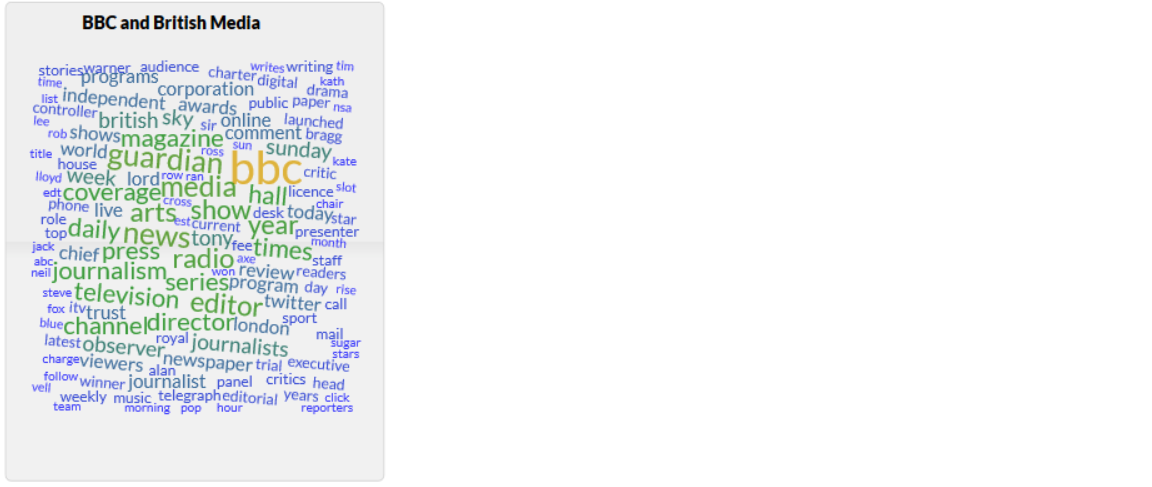 BBC and British Media
stories warner audience charter writes writing tim
time programs corporation digital kath drama
list independent awards public paper nsa
controller british sky sir online launched
lee rob shows magazine sun comment bragg
title world guardian ross bbc sunday kate
house critic
lloyd week lord row ran media hall licence slot
edt coverage cross chair
phone live arts show desk today star
role est current year presenter
top daily news tony fee times month
jack chief press radio axe staff
abc neil journalism won review readers
steve series program day rise
television editor twitter call
fox itv trust sport
blue channel director london mail
latest observer royal journalists sugar
charge viewers newspaper trial executive stars
follow alan
vell winner journalist panel critics head
weekly music telegraph editorial years click
team morning pop hour reporters